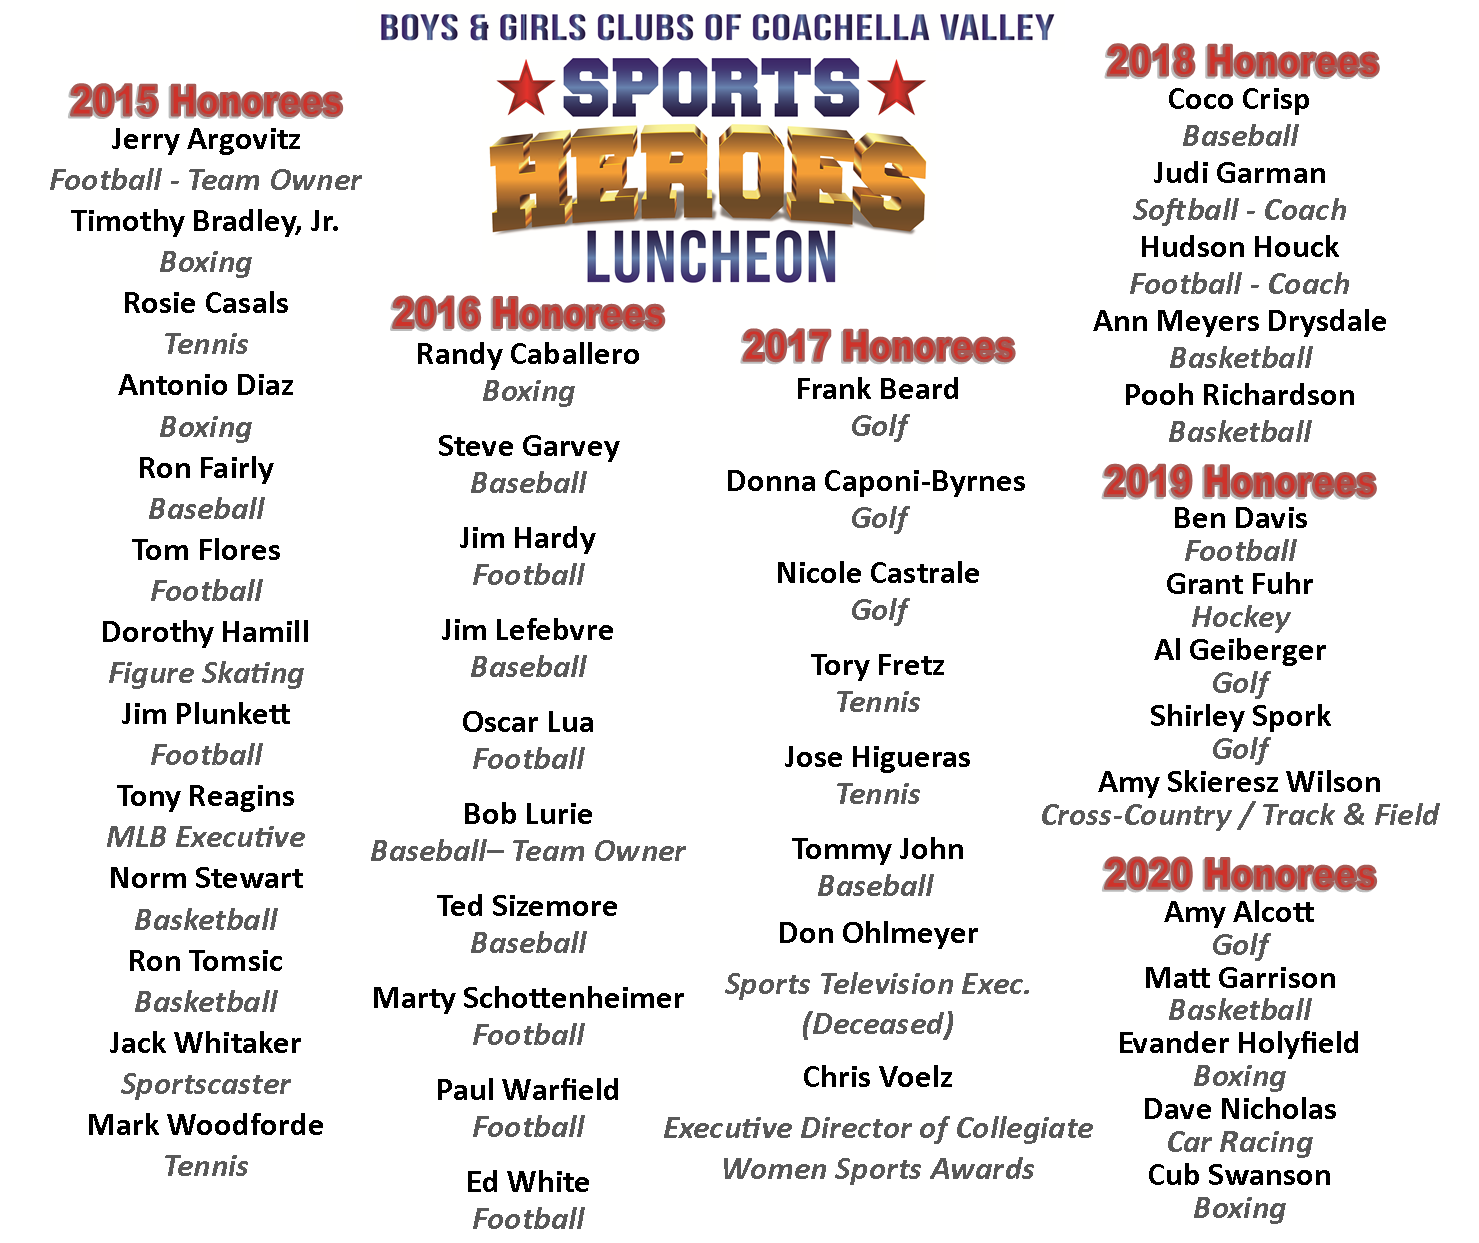 BOYS & GIRLS CLUBS OF COACHELLA VALLEY
SPORTS
HEROES
LUNCHEON
2015 Honorees
Jerry Argovitz
Football - Team Owner
Timothy Bradley, Jr.
Boxing
Rosie Casals
Tennis
Antonio Diaz
Boxing
Ron Fairly
Baseball
Tom Flores
Football
Dorothy Hamill
Figure Skating
Jim Plunkett
Football
Tony Reagins
MLB Executive
Norm Stewart
Basketball
Ron Tomsic
Basketball
Jack Whitaker
Sportscaster
Mark Woodforde
Tennis
2016 Honorees
Randy Caballero
Boxing
Steve Garvey
Baseball
Jim Hardy
Football
Jim Lefebvre
Baseball
Oscar Lua
Football
Bob Lurie
Baseball– Team Owner
Ted Sizemore
Baseball
Marty Schottenheimer
Football
Paul Warfield
Football
Ed White
Football
2017 Honorees
Frank Beard
Golf
Donna Caponi-Byrnes
Golf
Nicole Castrale
Golf
Tory Fretz
Tennis
Jose Higueras
Tennis
Tommy John
Baseball
Don Ohlmeyer
Sports Television Exec.
(Deceased)
Chris Voelz
Executive Director of Collegiate
Women Sports Awards
2018 Honorees
Coco Crisp
Baseball
Judi Garman
Softball - Coach
Hudson Houck
Football - Coach
Ann Meyers Drysdale
Basketball
Pooh Richardson
Basketball
2019 Honorees
Ben Davis
Football
Grant Fuhr
Hockey
Al Geiberger
Golf
Shirley Spork
Golf
Amy Skieresz Wilson
Cross-Country / Track & Field
2020 Honorees
Amy Alcott
Golf
Matt Garrison
Basketball
Evander Holyfield
Boxing
Dave Nicholas
Car Racing
Cub Swanson
Boxing